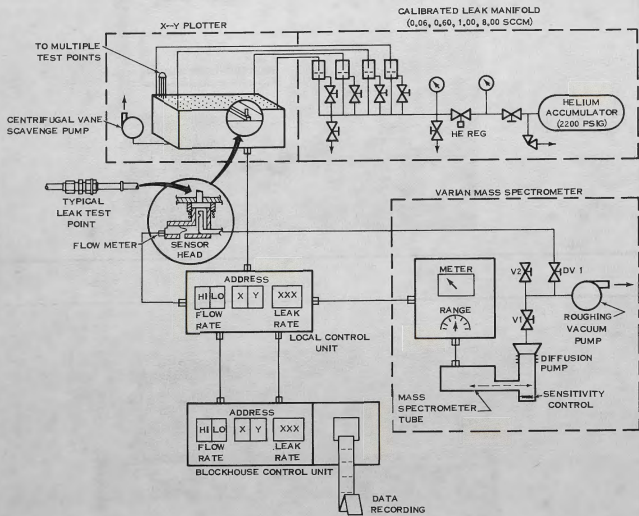 X-Y PLOTTER
CALIBRATED LEAK MANIFOLD
(0.06, 0.60, 1.00, 8.00 SCCM)
TO MULTIPLE
TEST POINTS
CENTRIFUGAL VANE
SCAVENGE PUMP
HE REG
HELIUM
ACCUMULATOR
(2200 PSIG)
TYPICAL
LEAK TEST
POINT
FLOW METER
SENSOR
HEAD
VARIAN MASS SPECTROMETER
ADDRESS
HI LO X Y XXX
FLOW
RATE
LEAK
RATE
LOCAL CONTROL
UNIT
METER
RANGE
V2
DV 1
V1
ROUGHING
VACUUM
PUMP
DIFFUSION
PUMP
SENSITIVITY
CONTROL
MASS
SPECTROMETER
TUBE
ADDRESS
HI LO X Y XXX
FLOW
RATE
LEAK
RATE
BLOCKHOUSE CONTROL UNIT
DATA
RECORDING